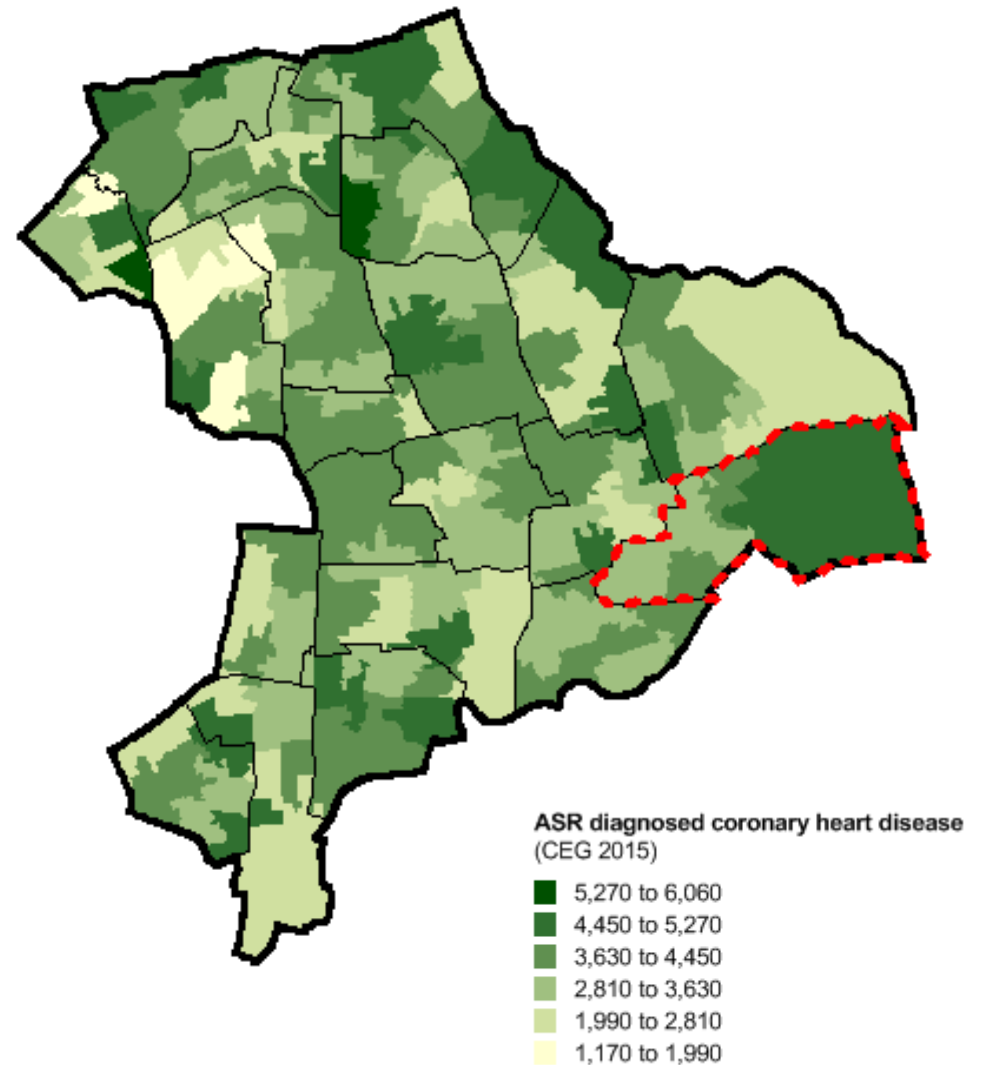 ASR diagnosed coronary heart disease
(CEG 2015)
5,270 to 6,060
4,450 to 5,270
3,630 to 4,450
2,810 to 3,630
1,990 to 2,810
1,170 to 1,990